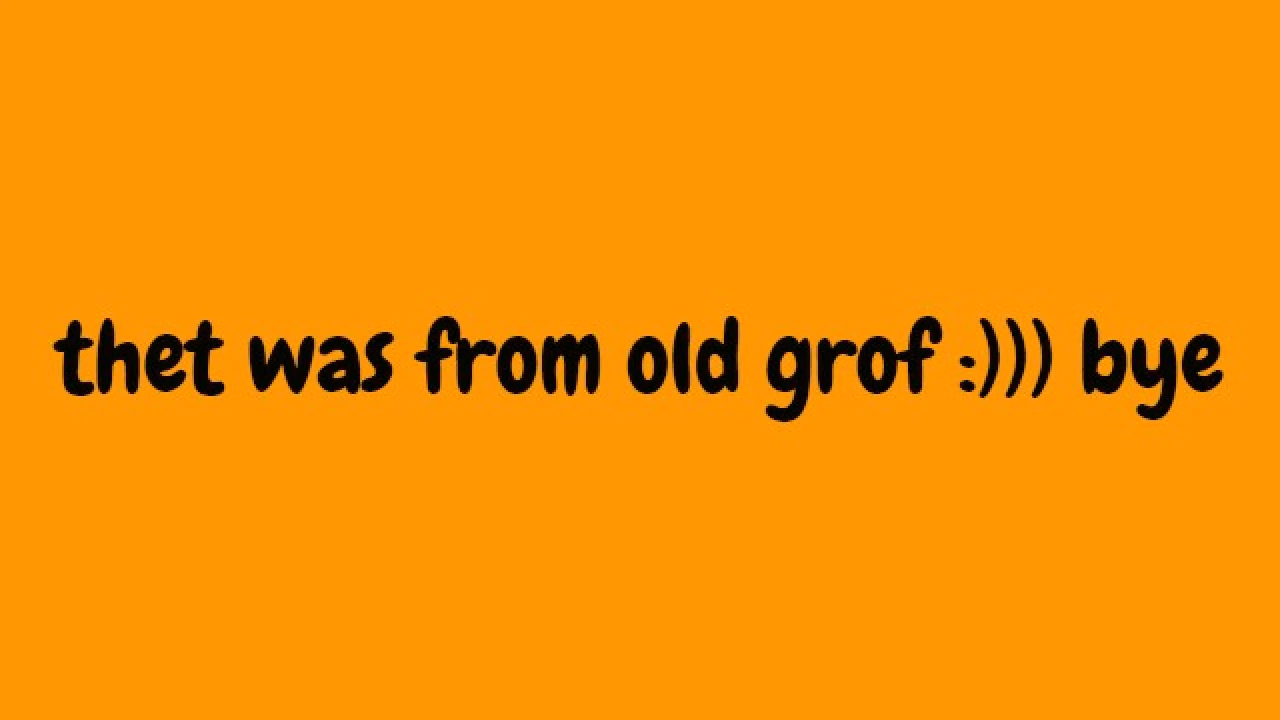 thet was from old grof :))) bye